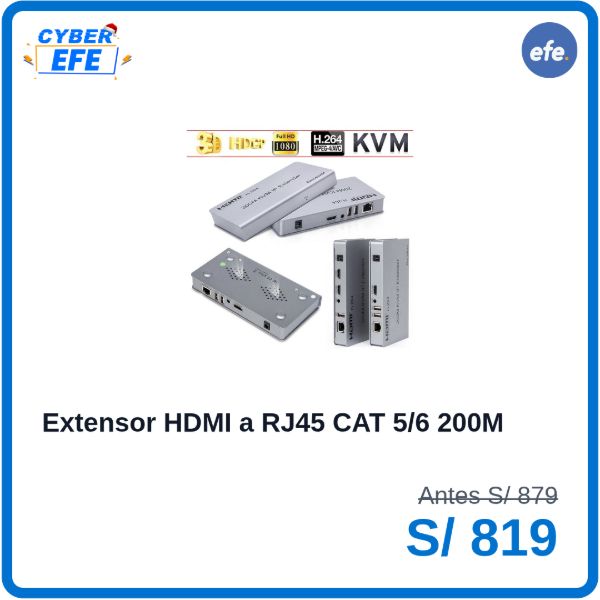 CYBER
EFE
efe.
3D HDCP Full HD 1080 H.264 MPEG-4/AVC KVM
Extensor HDMI a RJ45 CAT 5/6 200M
Antes S/ 879
S/ 819